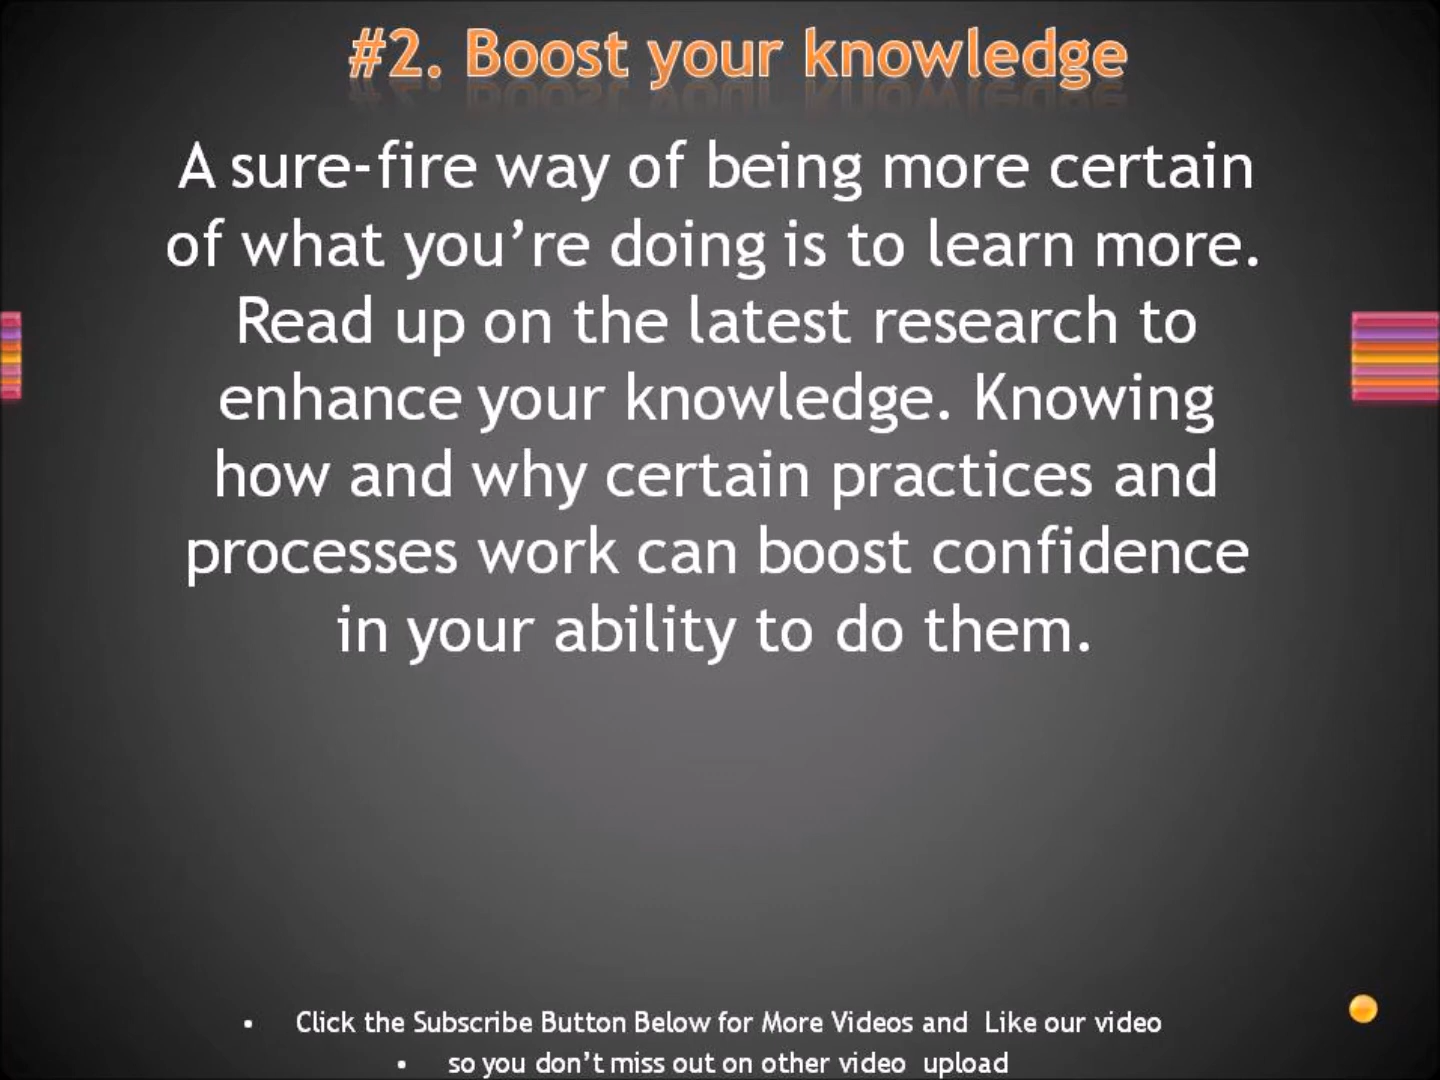 #2. Boost your knowledge
A sure-fire way of being more certain
of what you’re doing is to learn more.
Read up on the latest research to
enhance your knowledge. Knowing
how and why certain practices and
processes work can boost confidence
in your ability to do them.
• Click the Subscribe Button Below for More Videos and  Like our video
• so you don’t miss out on other video  upload